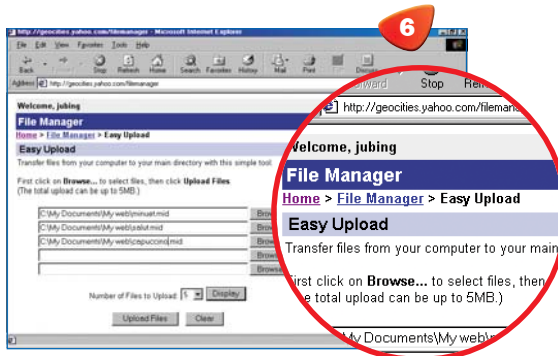 6
http://geocities.yahoo.com/filemanager - Microsoft Internet Explorer
File Edit View Favorites Tools Help
Back Stop Refresh Home Search Favorites History Mail Print
Address http://geocities.yahoo.com/filemanager
Welcome, jubing
File Manager
Home > File Manager > Easy Upload
Easy Upload
Transfer files from your computer to your main directory with this simple tool.
First click on Browse... to select files, then click Upload Files
(The total upload can be up to 5MB.)
C:\My Documents\My web\minuet.mid
C:\My Documents\My web\salut.mid
C:\My Documents\My web\capuccono.mid
Number of Files to Upload: 5 Display
Upload Files Clear
Forward Stop
http://geocities.yahoo.com/filemana
Welcome, jubing
File Manager
Home > File Manager > Easy Upload
Easy Upload
Transfer files from your computer to your main
First click on Browse... to select files, then
e total upload can be up to 5MB.)
My Documents\My web\